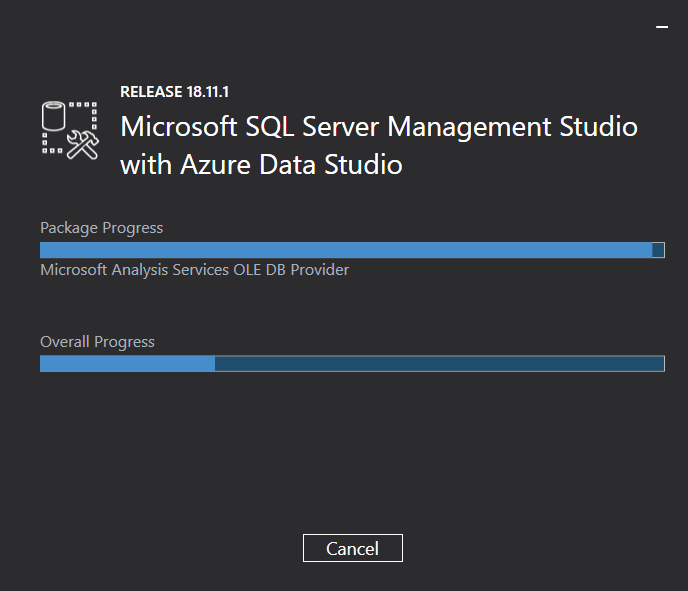 RELEASE 18.11.1
Microsoft SQL Server Management Studio
with Azure Data Studio
Package Progress
Microsoft Analysis Services OLE DB Provider
Overall Progress
Cancel